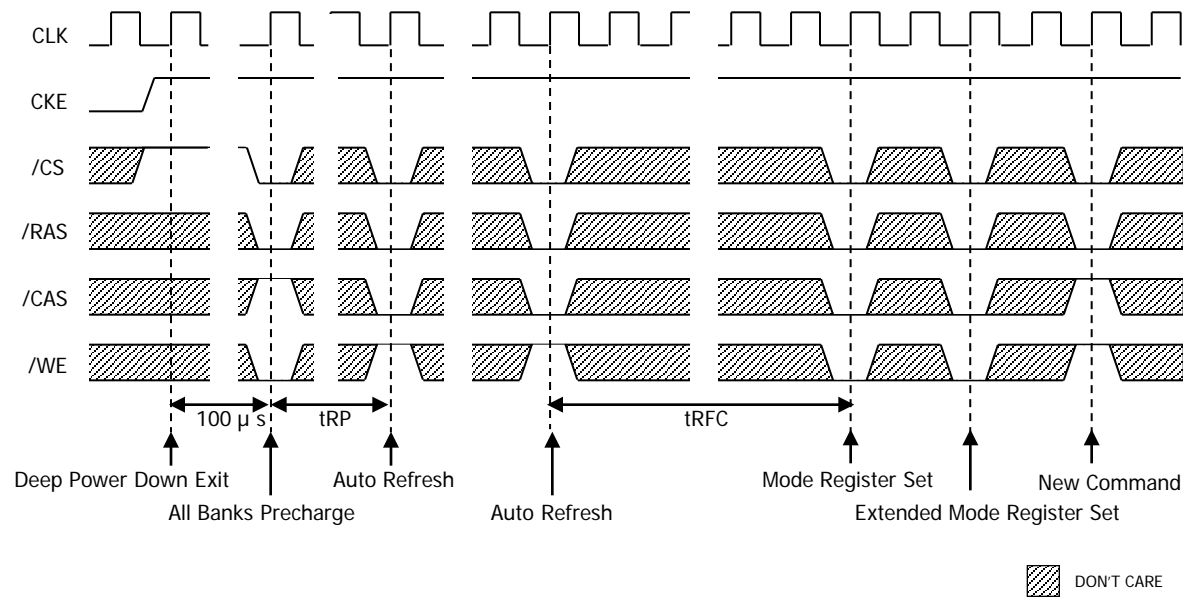 CLK
CKE
/CS
/RAS
/CAS
/WE
100 µ s
tRP
tRFC
Deep Power Down Exit
All Banks Precharge
Auto Refresh
Auto Refresh
Mode Register Set
Extended Mode Register Set
New Command
DON'T CARE